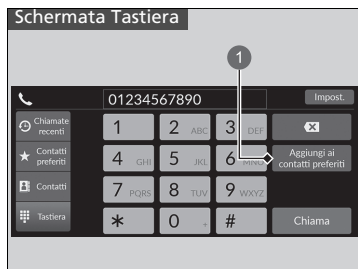 Schermata Tastiera
1
01234567890
Impost.
Chiamate
recenti
1
2 ABC
3 DEF
Contatti
preferiti
4 GHI
5 JKL
6 MNO
Aggiungi ai
contatti preferiti
Contatti
7 PQRS
8 TUV
9 WXYZ
Tastiera
*
0 +
#
Chiama